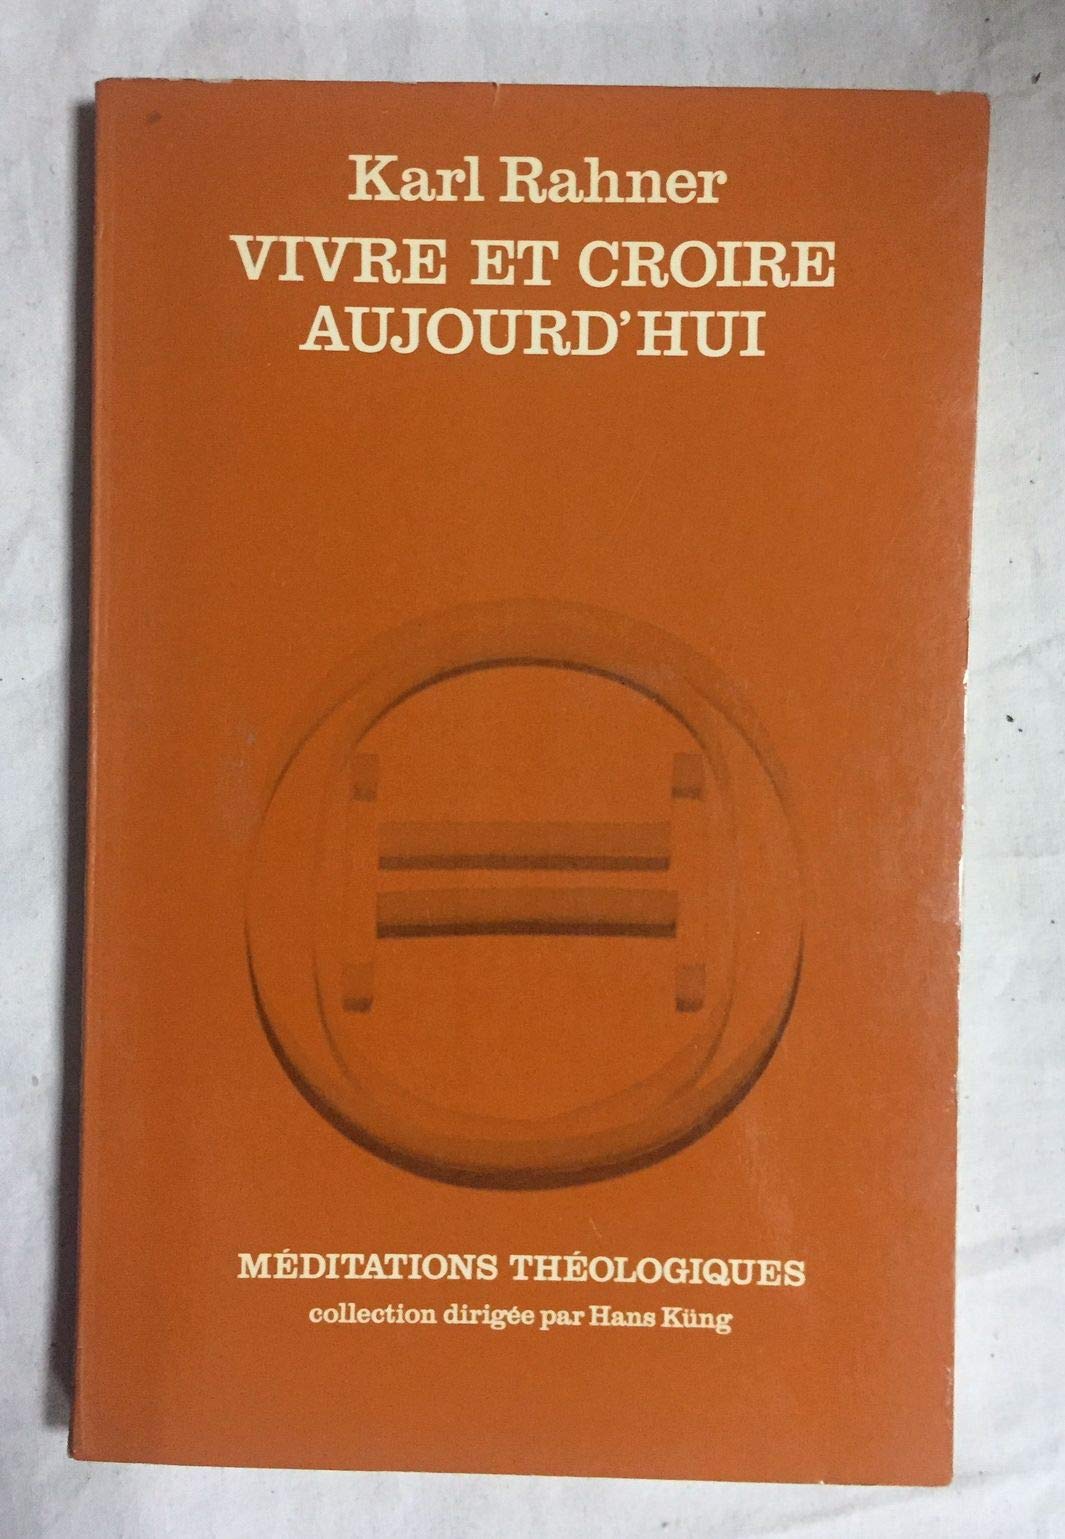 Karl Rahner
VIVRE ET CROIRE
AUJOURD'HUI
MÉDITATIONS THÉOLOGIQUES
collection dirigée par Hans Küng